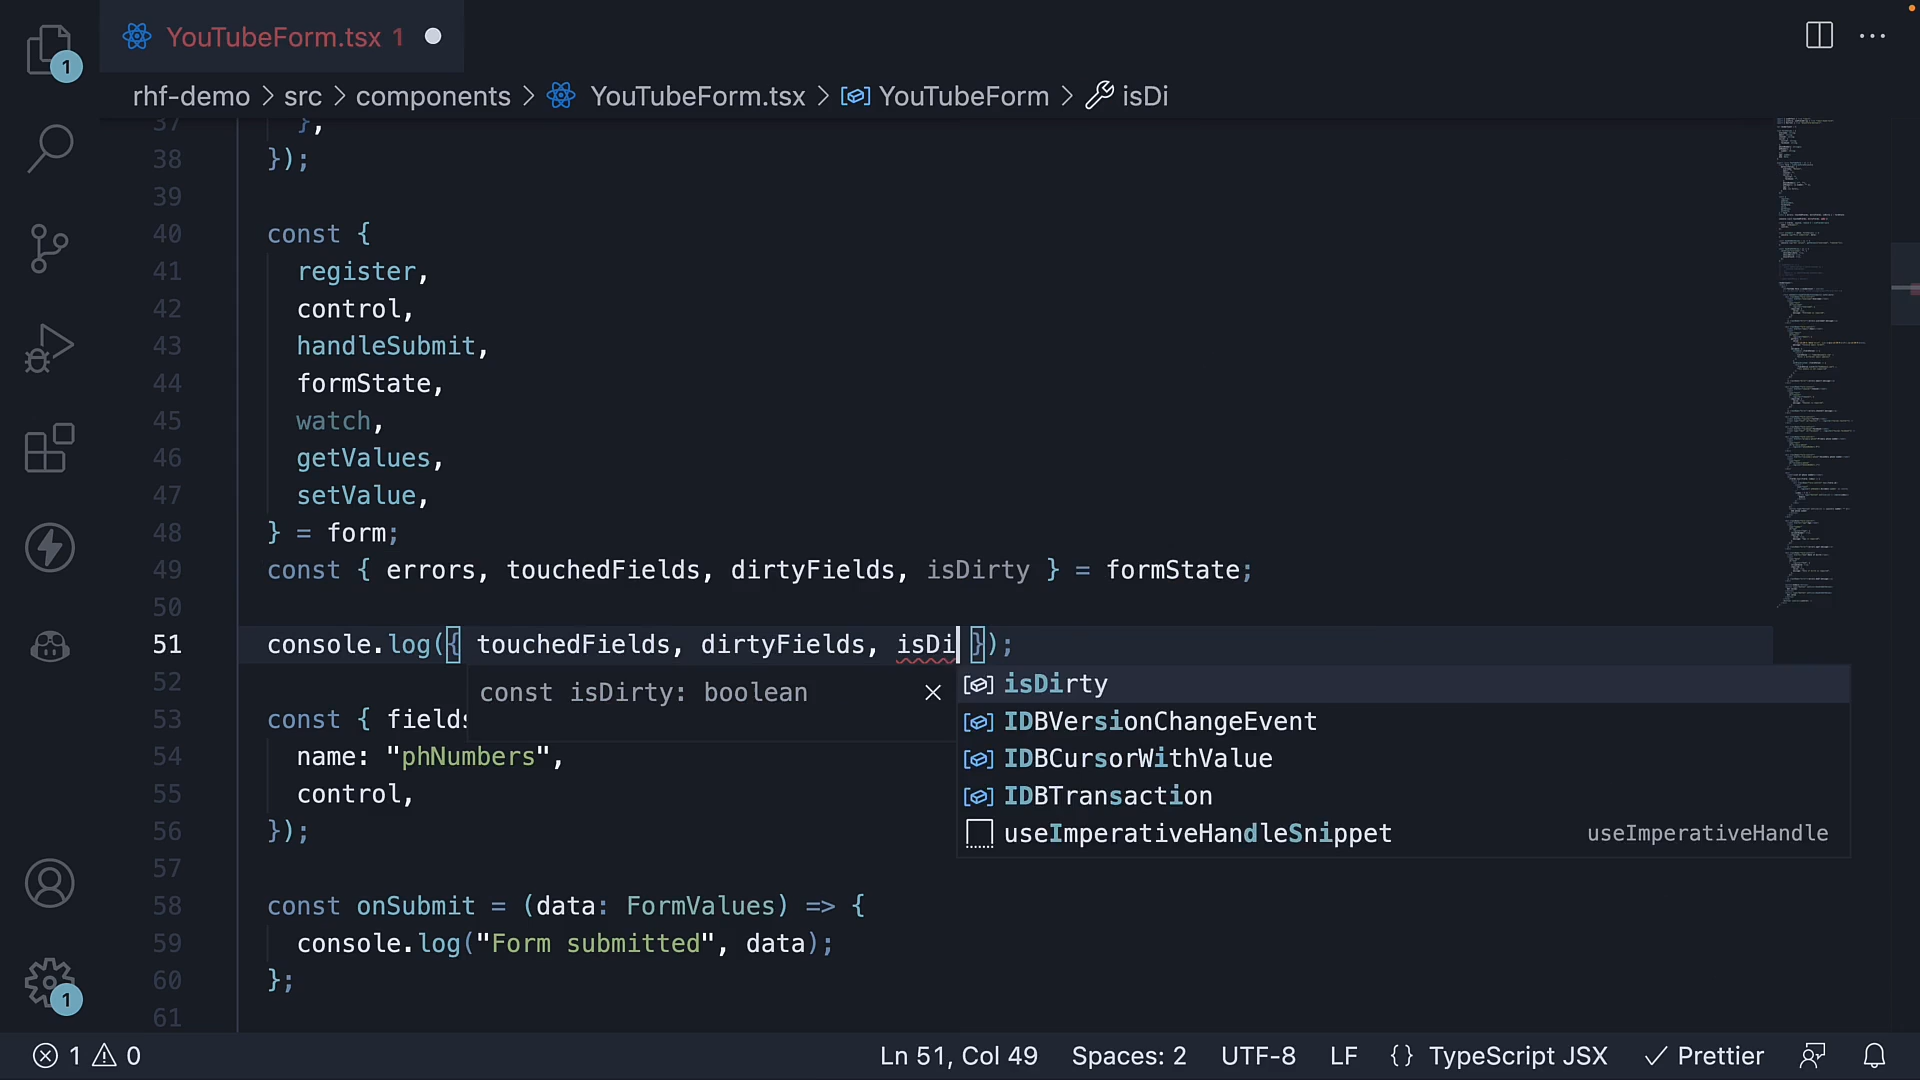 YouTubeForm.tsx 1
1
rhf-demo > src > components > YouTubeForm.tsx > YouTubeForm > isDi
37 },
38 });
39
40 const {
41 register,
42 control,
43 handleSubmit,
44 formState,
45 watch,
46 getValues,
47 setValue,
48 } = form;
49 const { errors, touchedFields, dirtyFields, isDirty } = formState;
50
51 console.log({ touchedFields, dirtyFields, isDi });
52
const isDirty: boolean ×
isDirty
IDBVersionChangeEvent
IDBCursorWithValue
IDBTransaction
useImperativeHandleSnippet useImperativeHandle
53 const { fields
54 name: "phNumbers",
55 control,
56 });
57
58 const onSubmit = (data: FormValues) => {
59 console.log("Form submitted", data);
60 };
61
1
1 0 Ln 51, Col 49 Spaces: 2 UTF-8 LF {} TypeScript JSX Prettier